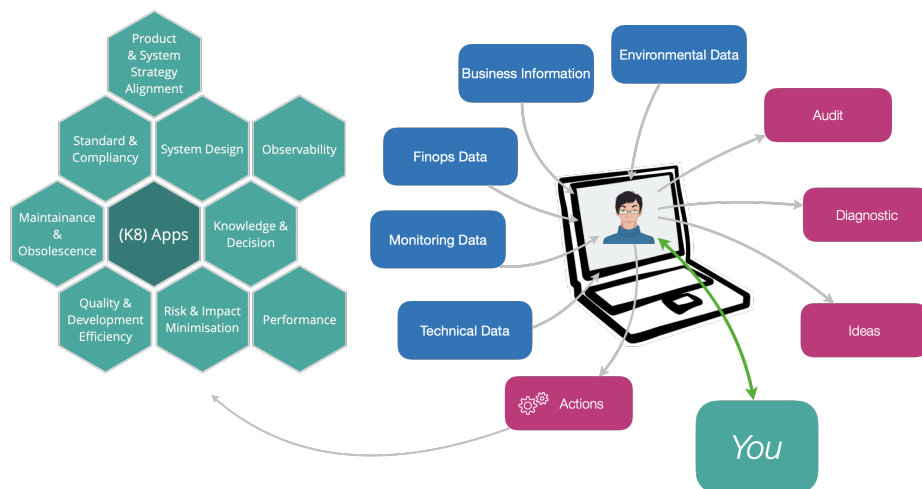 Product
& System
Strategy
Alignment
Standard &
Compliancy
System Design
Observability
Maintainance
&
Obsolescence
(K8) Apps
Knowledge &
Decision
Quality &
Development
Efficiency
Risk & Impact
Minimisation
Performance
Environmental Data
Business Information
Finops Data
Monitoring Data
Technical Data
Audit
Diagnostic
Ideas
Actions
You